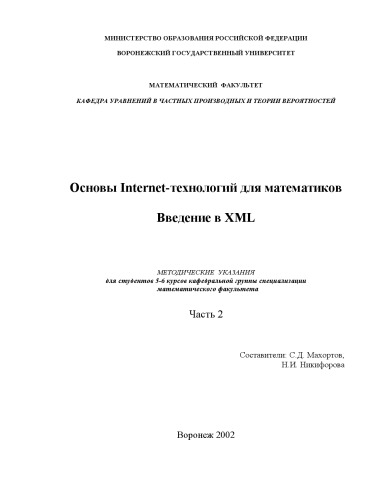 МИНИСТЕРСТВО ОБРАЗОВАНИЯ РОССИЙСКОЙ ФЕДЕРАЦИИ
ВОРОНЕЖСКИЙ ГОСУДАРСТВЕННЫЙ УНИВЕРСИТЕТ
МАТЕМАТИЧЕСКИЙ ФАКУЛЬТЕТ
КАФЕДРА УРАВНЕНИЙ В ЧАСТНЫХ ПРОИЗВОДНЫХ И ТЕОРИИ ВЕРОЯТНОСТЕЙ
Основы Internet-технологий для математиков
Введение в XML
МЕТОДИЧЕСКИЕ УКАЗАНИЯ
для студентов 5-6 курсов кафедральной группы специализации
математического факультета
Часть 2
Составители: С.Д. Махортов,
Н.И. Никифорова
Воронеж 2002